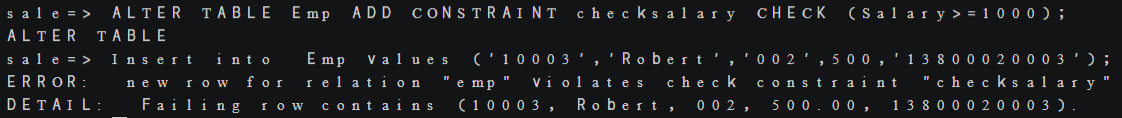 sale=> ALTER TABLE Emp ADD CONSTRAINT checksalary CHECK (Salary>=1000);
ALTER TABLE
sale=> Insert into Emp values ('10003','Robert','002',500,'13800020003');
ERROR: new row for relation "emp" violates check constraint "checksalary"
DETAIL: Failing row contains (10003, Robert, 002, 500.00, 13800020003).